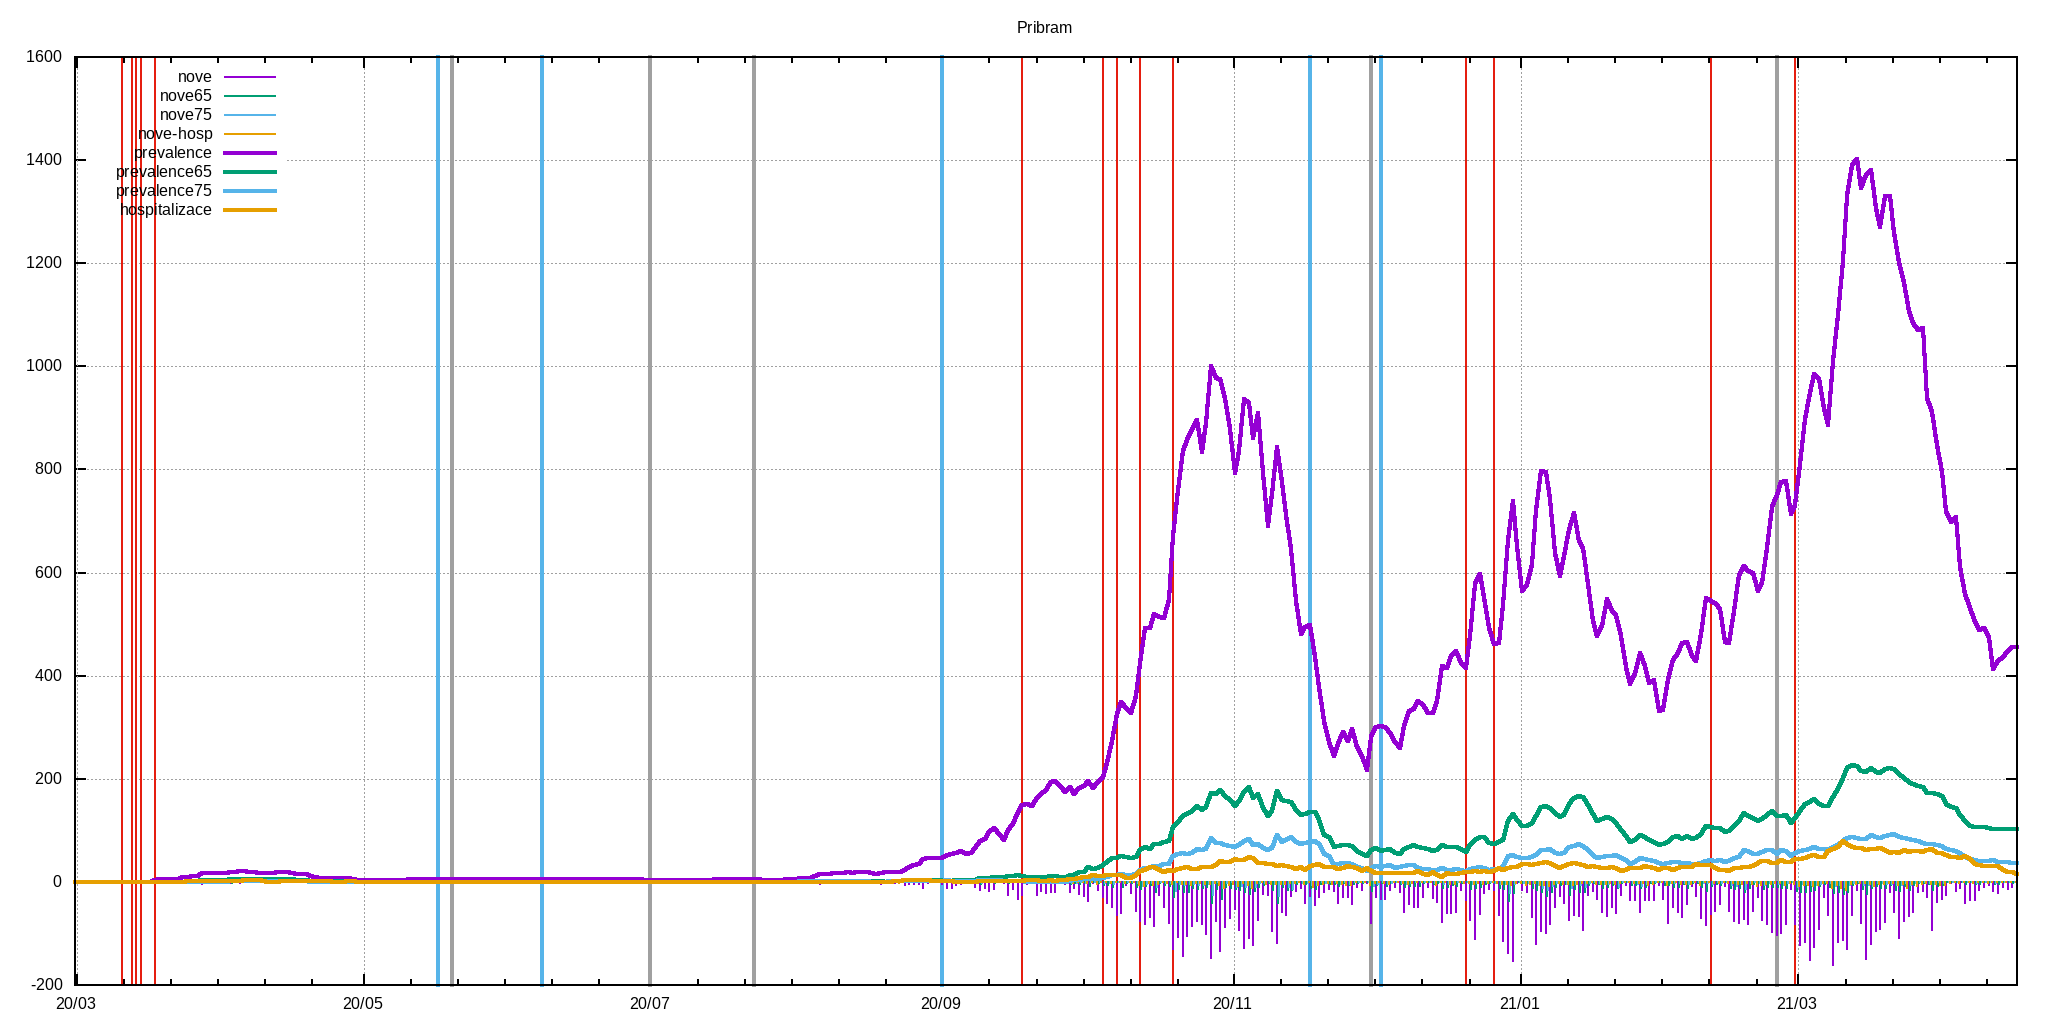 Pribram
1600
1400
1200
1000
800
600
400
200
0
-200
nove
nove65
nove75
nove-hosp
prevalence
prevalence65
prevalence75
hospitalizace
20/03 20/05 20/07 20/09 20/11 21/01 21/03